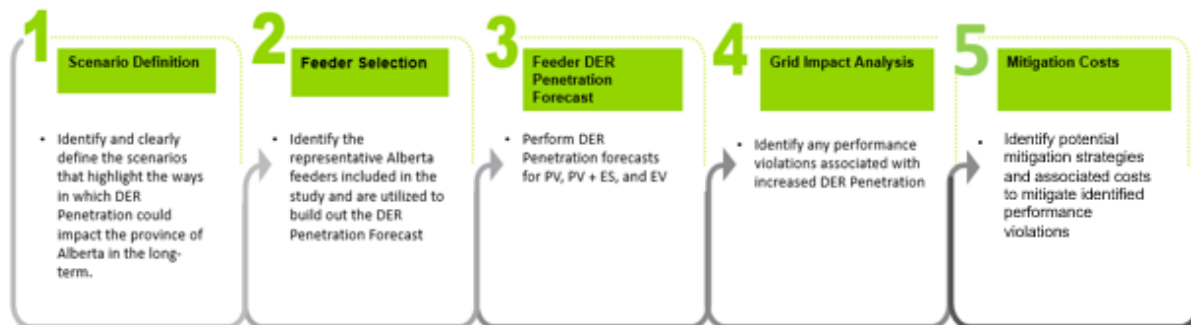 1
Scenario Definition
• Identify and clearly
define the scenarios
that highlight the ways
in which DER
Penetration could
impact the province of
Alberta in the long-
term.
2
Feeder Selection
• Identify the
representative Alberta
feeders included in the
study and are utilized to
build out the DER
Penetration Forecast
3
Feeder DER
Penetration
Forecast
• Perform DER
Penetration forecasts
for PV, PV + ES, and EV
4
Grid Impact Analysis
• Identify any performance
violations associated with
increased DER Penetration
5
Mitigation Costs
• Identify potential
mitigation strategies
and associated costs
to mitigate identified
performance
violations